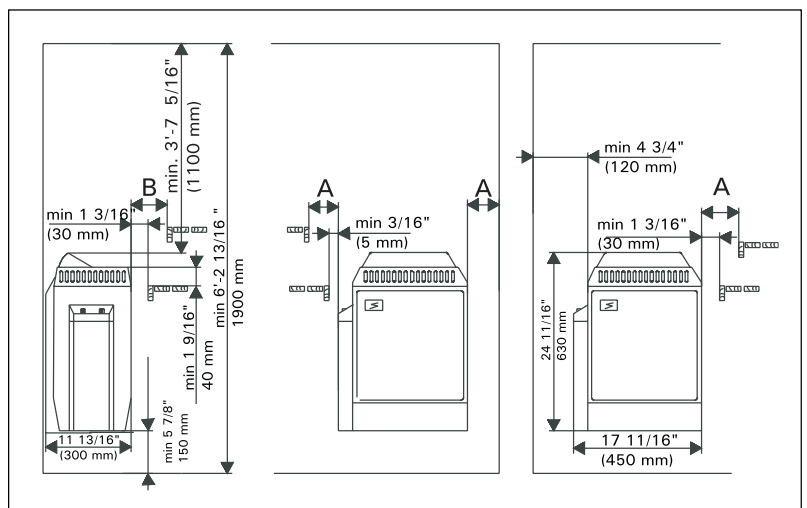 min. 3'-7 5/16"
(1100 mm)
B
min 1 3/16"
(30 mm)
min 6'-2 13/16 "
1900 mm
min 1 9/16"
40 mm
min 5 7/8"
150 mm
11 13/16"
(300 mm)
A
A
min 3/16"
(5 mm)
min 4 3/4"
(120 mm)
A
min 1 3/16"
(30 mm)
24 11/16"
630 mm
17 11/16"
(450 mm)